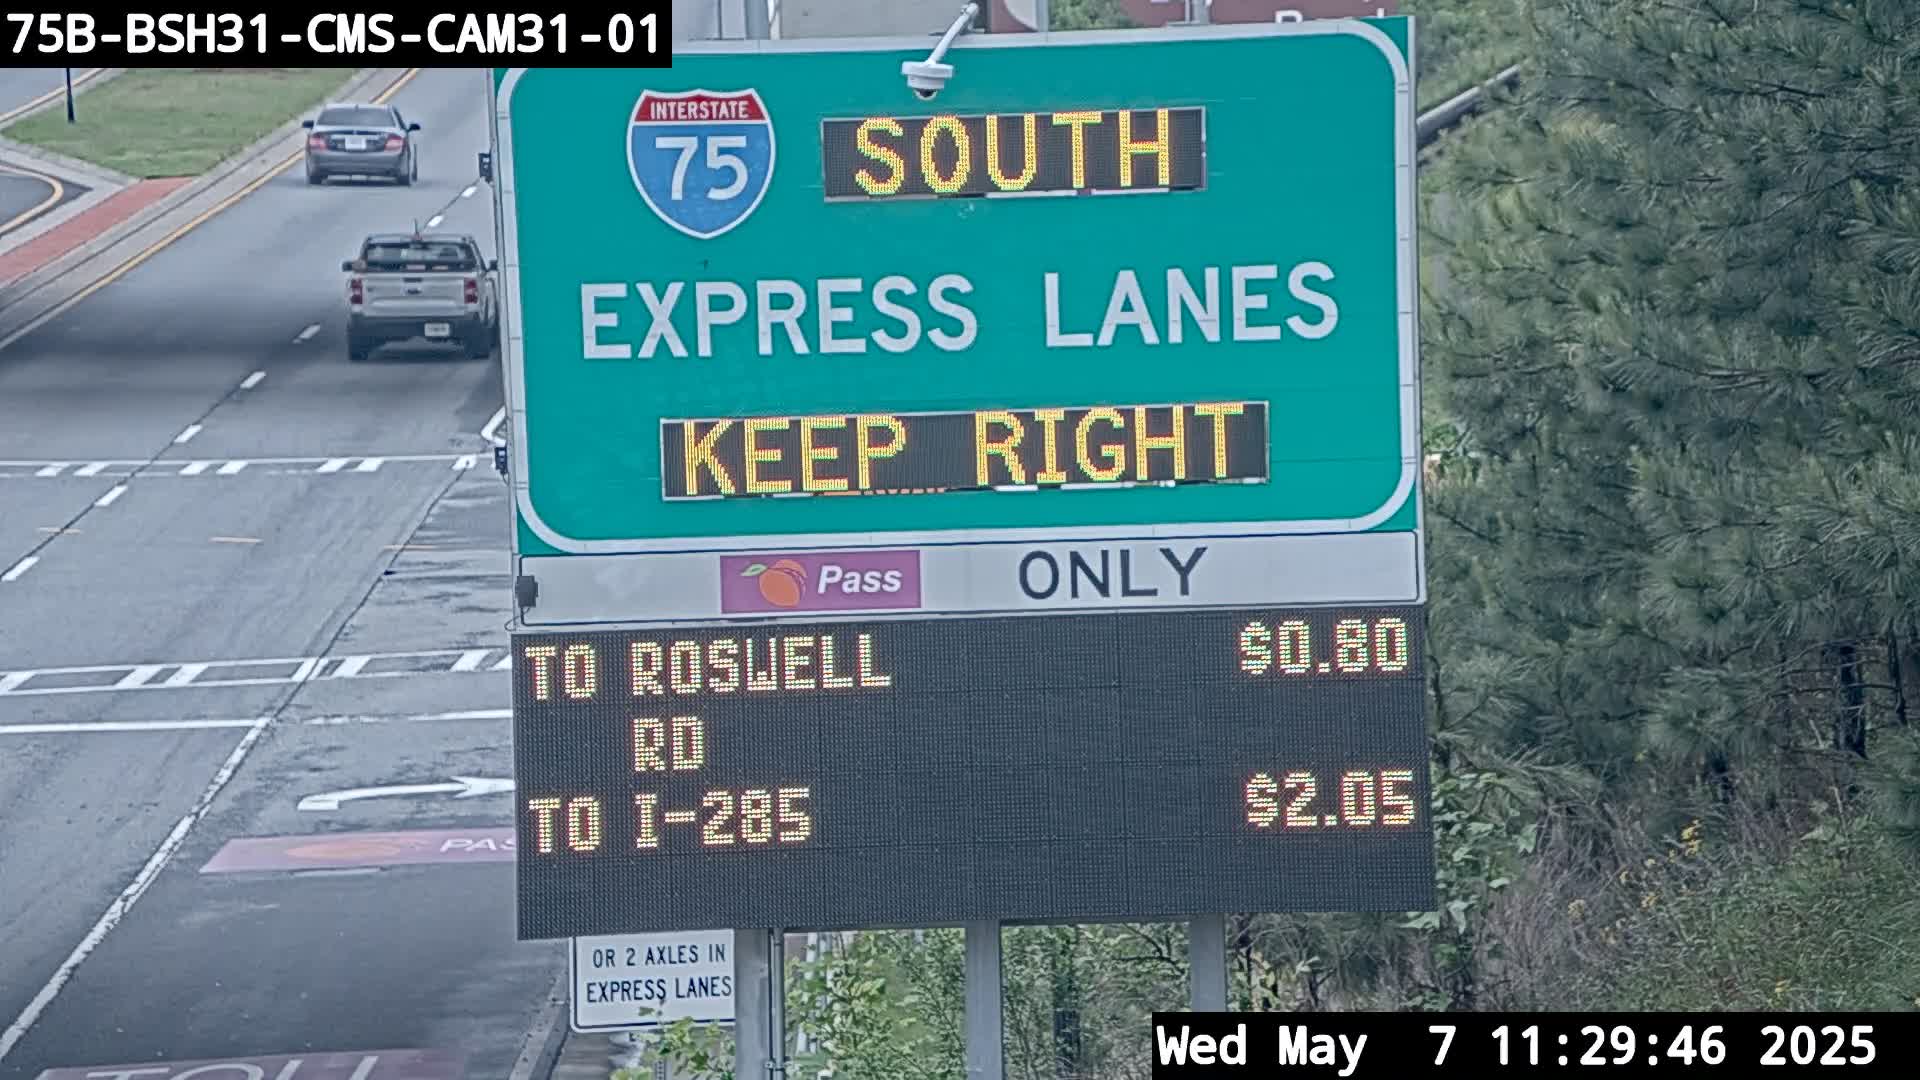 75B-BSH31-CMS-CAM31-01
INTERSTATE
75
SOUTH
EXPRESS LANES
KEEP RIGHT
Pass ONLY
TO ROSWELL $0.80
RD
TO I-285 $2.05
OR 2 AXLES IN
EXPRESS LANES
TOLL
Wed May 7 11:29:46 2025